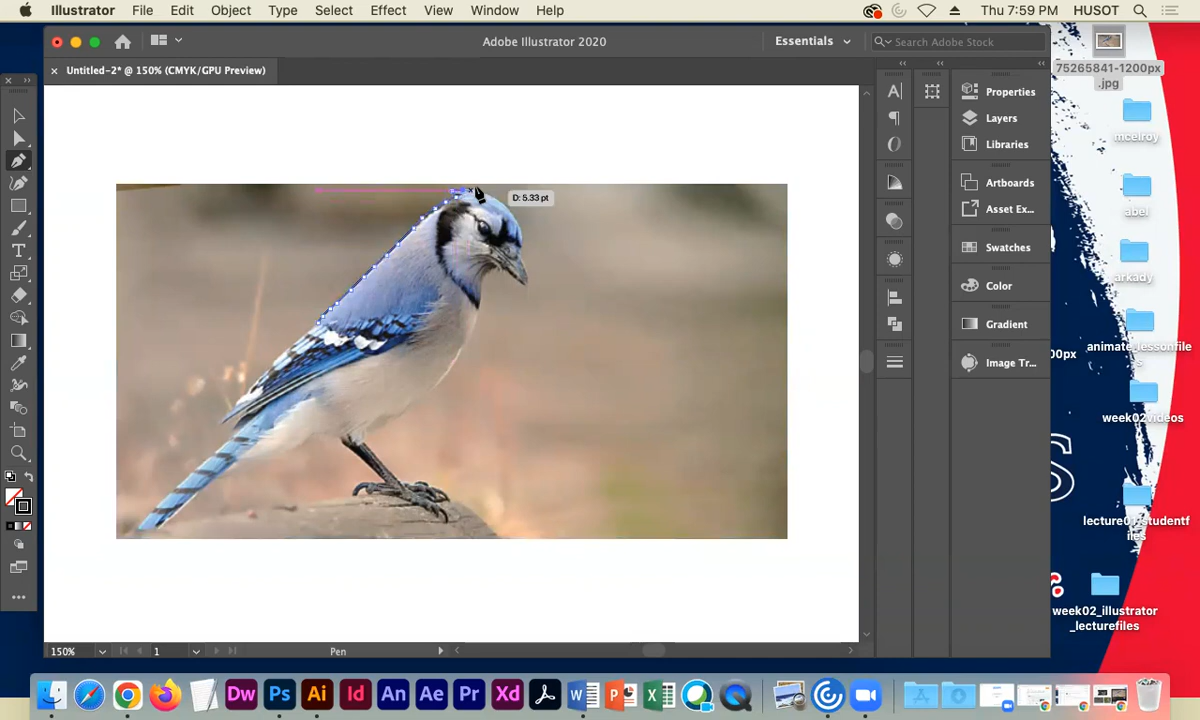 Illustrator File Edit Object Type Select Effect View Window Help Thu 7:59 PM HUSOT
Adobe Illustrator 2020 Essentials Search Adobe Stock
× Untitled-2* @ 150% (CMYK/GPU Preview)
75265841-1200px
.jpg
Properties
Layers
Libraries
Artboards
Asset Ex...
Swatches
Color
Gradient
Image Tr...
D: 5.33 pt
mcelroy
abel
arkady
animate_lessonfile
s
00px
week02videos
lecture01studentf
iles
week02_illustrator
_lecturefiles
150% 1 Pen
Dw Ps Ai Id An Ae Pr Xd W P X